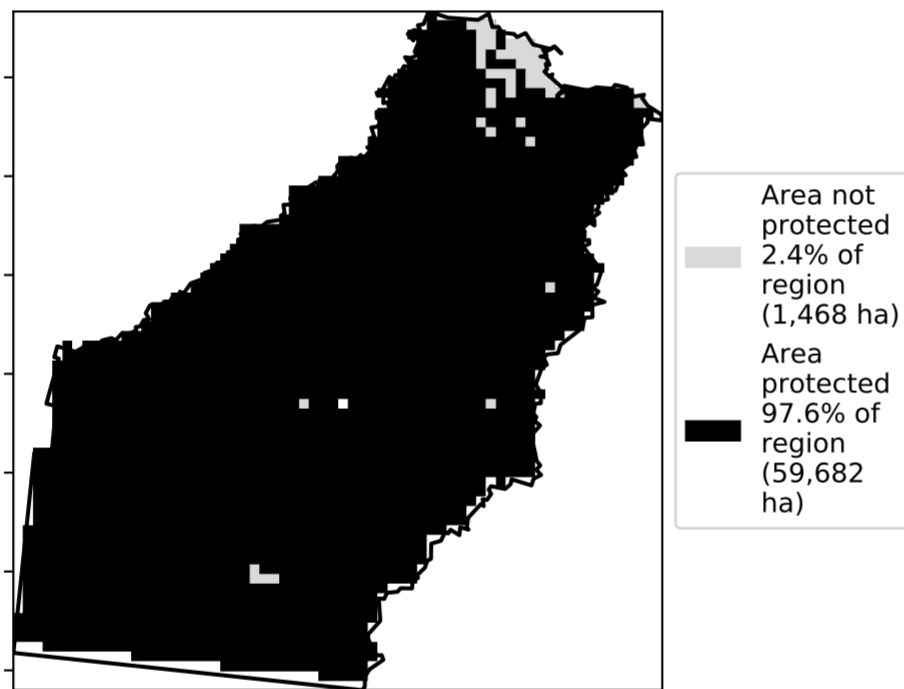 Area not
protected
2.4% of
region
(1,468 ha)
Area
protected
97.6% of
region
(59,682
ha)